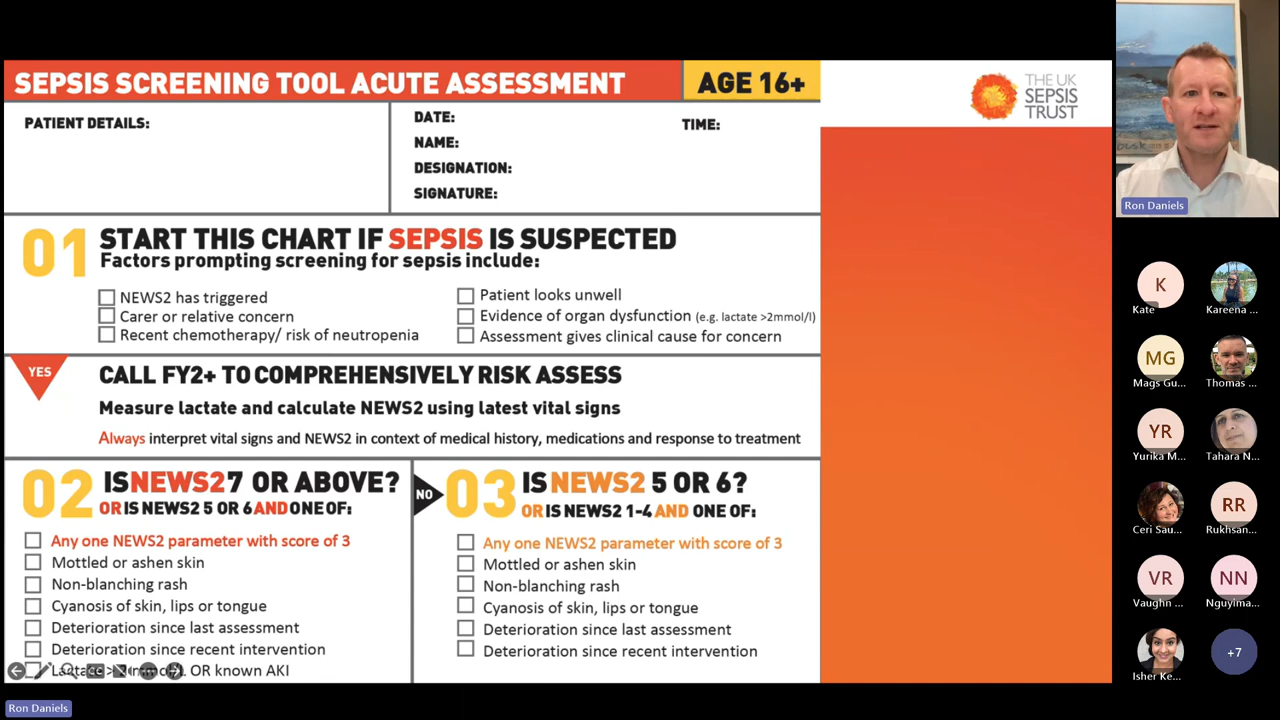 SEPSIS SCREENING TOOL ACUTE ASSESSMENT
AGE 16+
THE UK
SEPSIS
TRUST
PATIENT DETAILS:
DATE:
TIME:
NAME:
DESIGNATION:
SIGNATURE:
01
START THIS CHART IF SEPSIS IS SUSPECTED
Factors prompting screening for sepsis include:
NEWS2 has triggered
Carer or relative concern
Recent chemotherapy/ risk of neutropenia
Patient looks unwell
Evidence of organ dysfunction (e.g. lactate >2mmol/l)
Assessment gives clinical cause for concern
YES
CALL FY2+ TO COMPREHENSIVELY RISK ASSESS
Measure lactate and calculate NEWS2 using latest vital signs
Always interpret vital signs and NEWS2 in context of medical history, medications and response to treatment
02
IS NEWS2 7 OR ABOVE?
OR IS NEWS2 5 OR 6 AND ONE OF:
Any one NEWS2 parameter with score of 3
Mottled or ashen skin
Non-blanching rash
Cyanosis of skin, lips or tongue
Deterioration since last assessment
Deterioration since recent intervention
OR known AKI
NO
03
IS NEWS2 5 OR 6?
OR IS NEWS2 1-4 AND ONE OF:
Any one NEWS2 parameter with score of 3
Mottled or ashen skin
Non-blanching rash
Cyanosis of skin, lips or tongue
Deterioration since last assessment
Deterioration since recent intervention
Ron Daniels
K
Kate
Kareena ...
MG
Mags Gu...
Thomas ...
YR
Yurika M...
Tahara N...
Ceri Sau...
RR
Rukhsan...
VR
Vaughn ...
NN
Nguyima...
Isher Ke...
+7
Ron Daniels